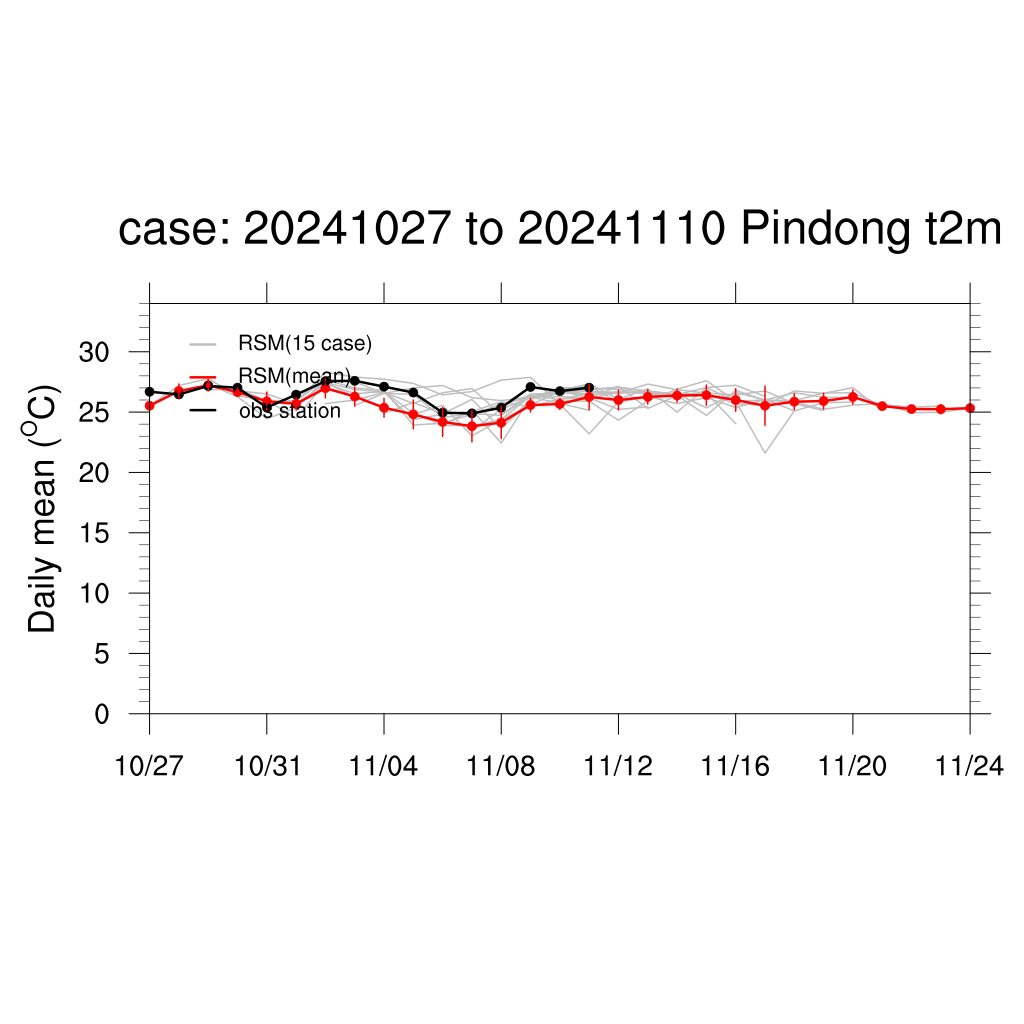 case: 20241027 to 20241110 Pindong t2m
Daily mean (°C)
30
25
20
15
10
5
0
RSM(15 case)
RSM(mean)
obs station
10/27 10/31 11/04 11/08 11/12 11/16 11/20 11/24